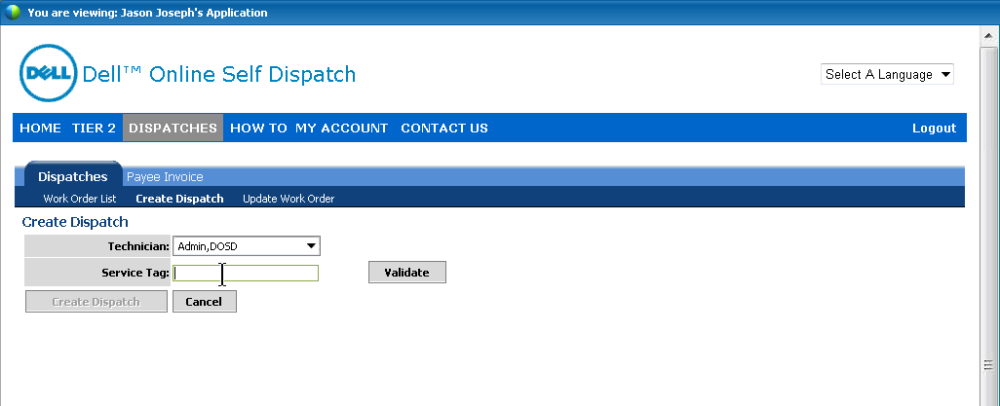 You are viewing: Jason Joseph's Application
DELL Dell™ Online Self Dispatch
Select A Language
HOME TIER 2 DISPATCHES HOW TO MY ACCOUNT CONTACT US Logout
Dispatches Payee Invoice
Work Order List Create Dispatch Update Work Order
Create Dispatch
Technician: Admin,DOSD
Service Tag: Validate
Create Dispatch Cancel